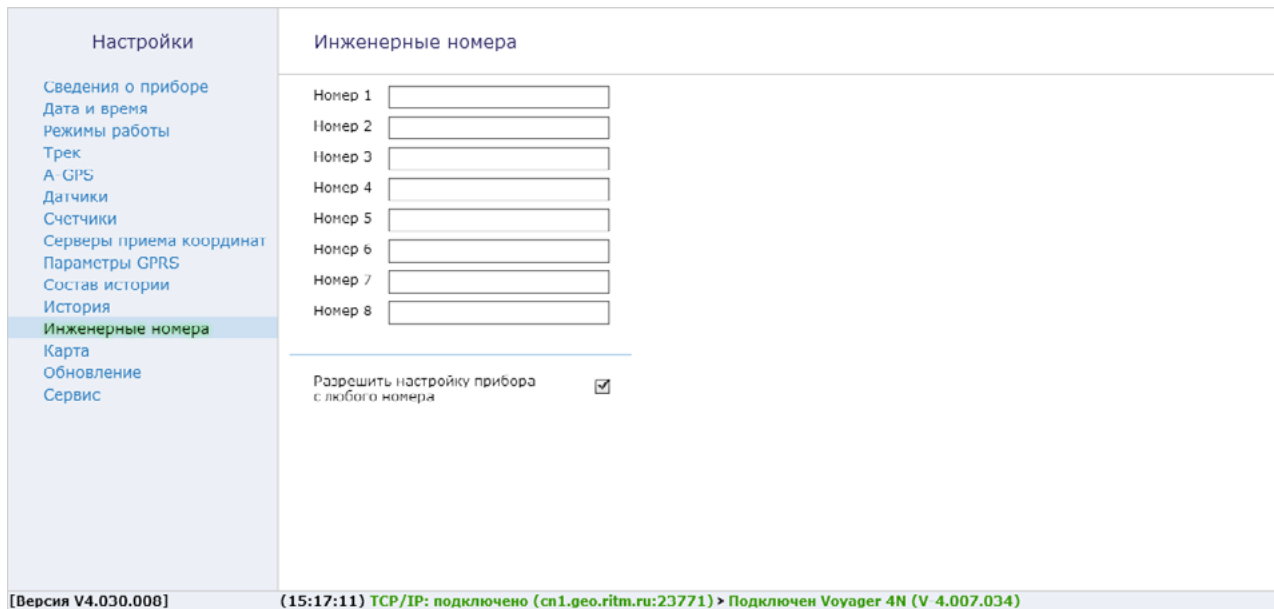 Настройки
Сведения о приборе
Дата и время
Режимы работы
Трек
A-GPS
Датчики
Счетчики
Серверы приема координат
Параметры GPRS
Состав истории
История
Инженерные номера
Карта
Обновление
Сервис
Инженерные номера
Номер 1
Номер 2
Номер 3
Номер 4
Номер 5
Номер 6
Номер 7
Номер 8
Разрешить настройку прибора
с любого номера
[Версия V4.030.008]
(15:17:11) TCP/IP: подключено (cn1.geo.ritm.ru:23771) > Подключен Voyager 4N (V-4.007.034)